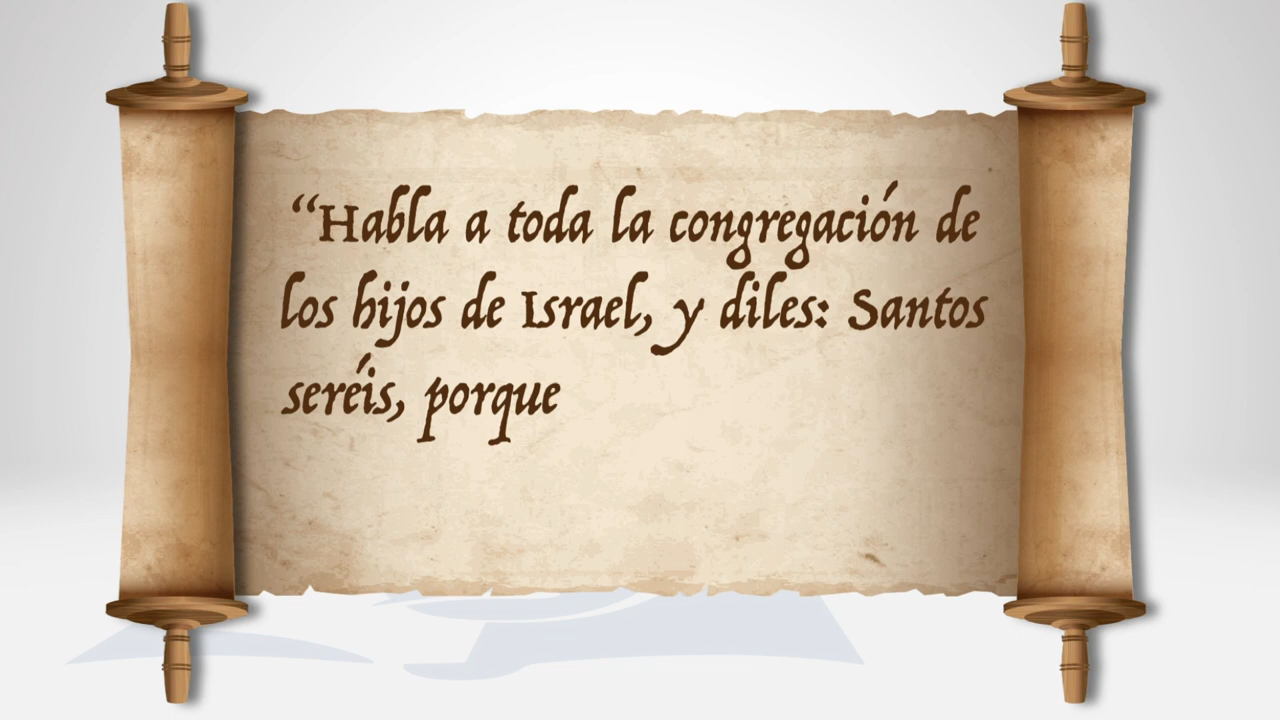 “Habla a toda la congregación de
los hijos de Israel, y diles: Santos
seréis, porque